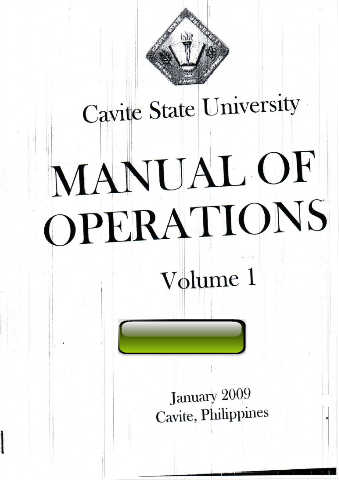 Cavite State University
MANUAL OF
OPERATIONS
Volume 1
January 2009
Cavite, Philippines